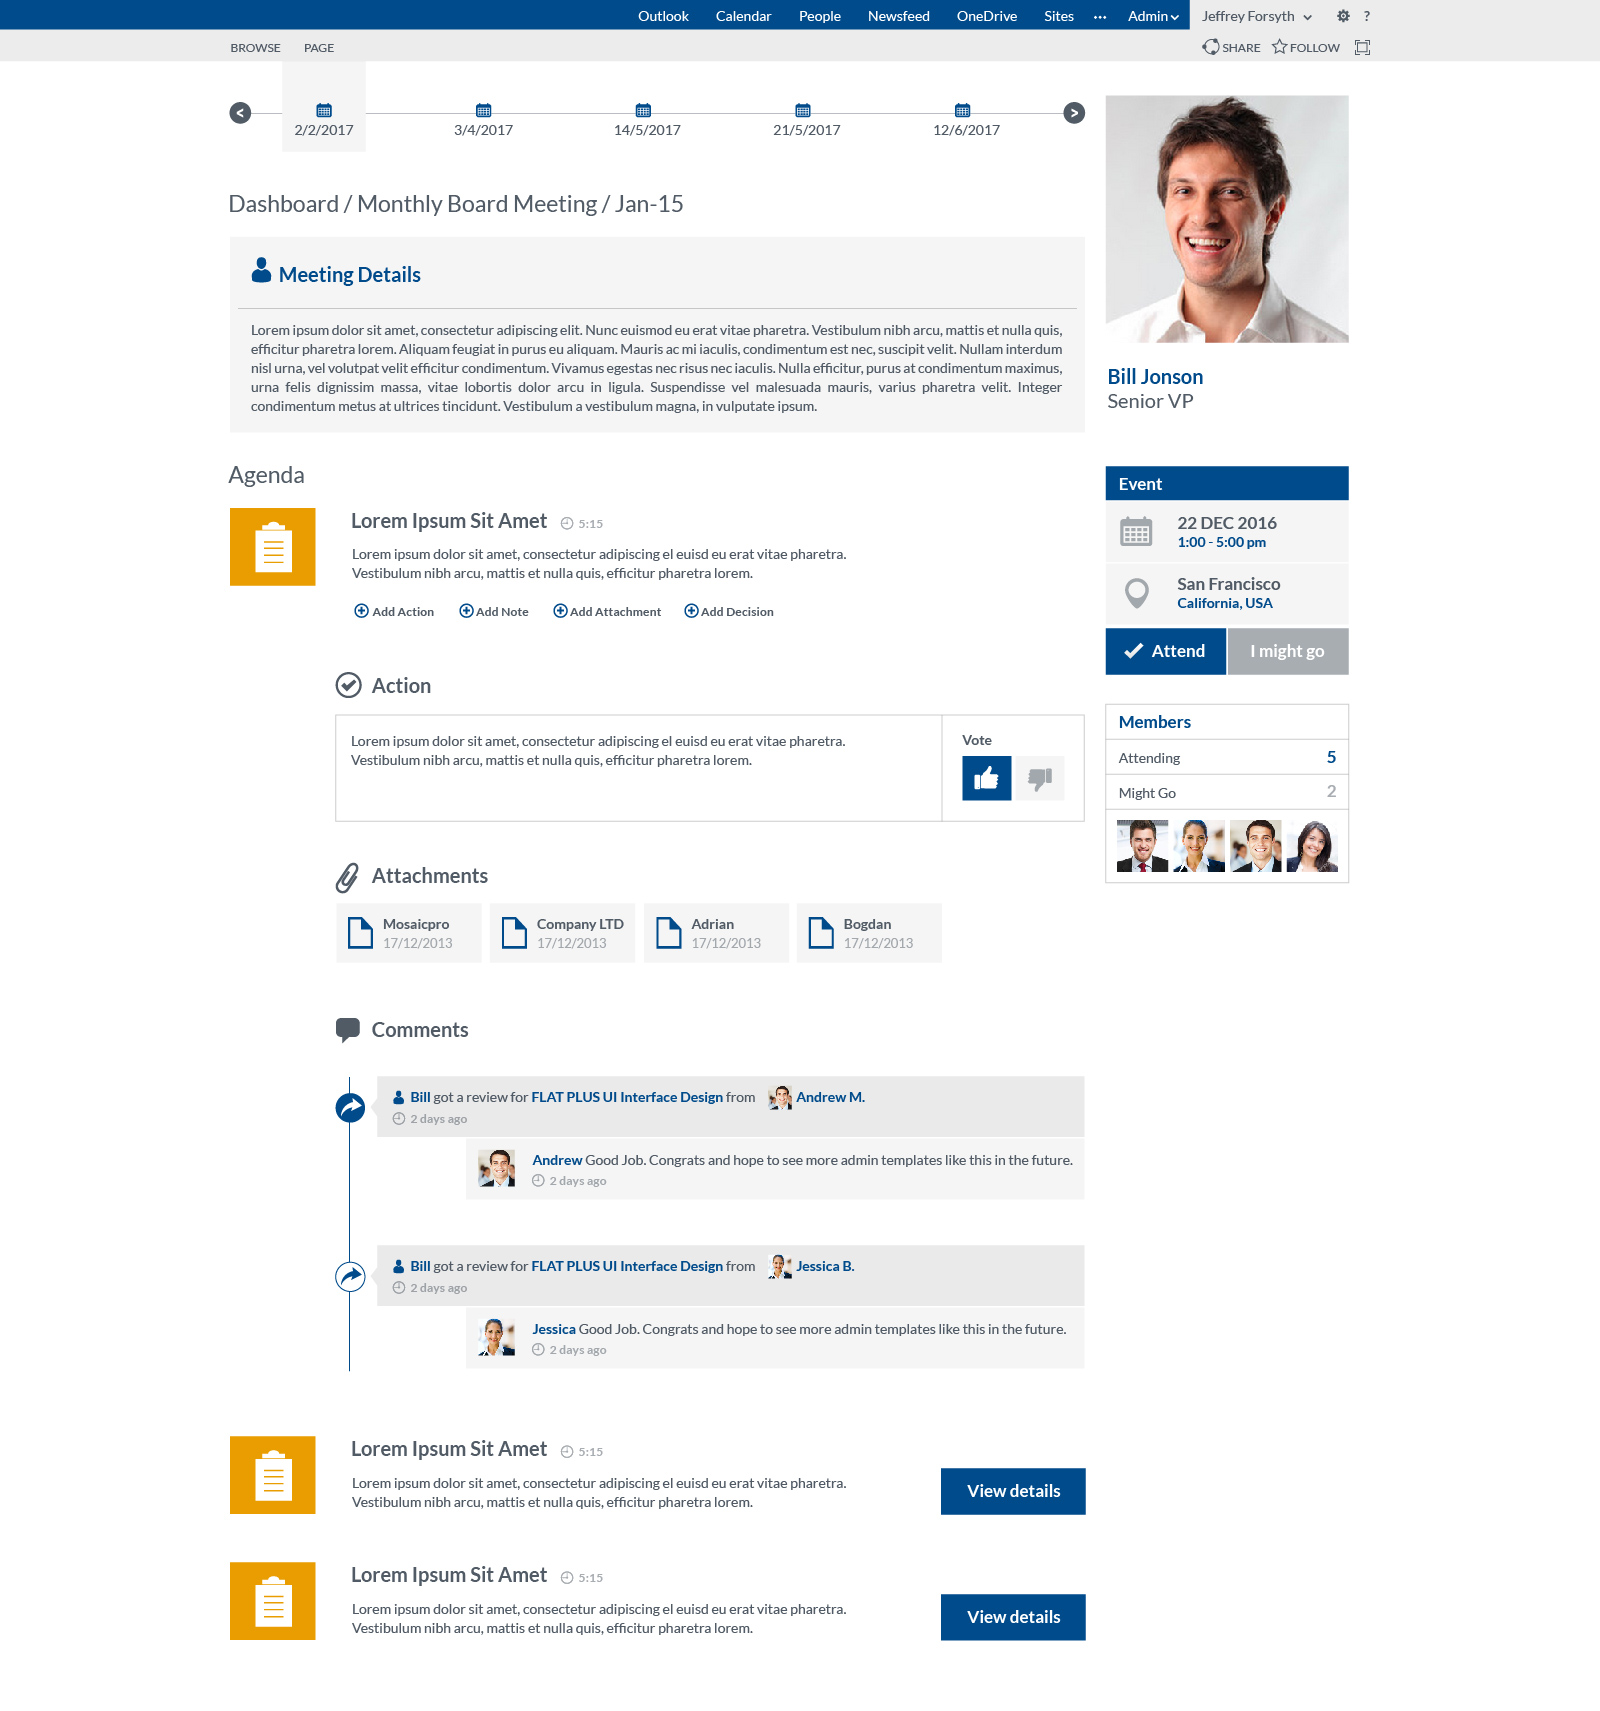 Outlook Calendar People Newsfeed OneDrive Sites ... Admin Jeffrey Forsyth ?
BROWSE PAGE SHARE FOLLOW
< 2/2/2017 3/4/2017 14/5/2017 21/5/2017 12/6/2017 >
Dashboard / Monthly Board Meeting / Jan-15
Meeting Details
Lorem ipsum dolor sit amet, consectetur adipiscing elit. Nunc euismod eu erat vitae pharetra. Vestibulum nibh arcu, mattis et nulla quis,
efficitur pharetra lorem. Aliquam feugiat in purus eu aliquam. Mauris ac mi iaculis, condimentum est nec, suscipit velit. Nullam interdum
nisl urna, vel volutpat velit efficitur condimentum. Vivamus egestas nec risus nec iaculis. Nulla efficitur, purus at condimentum maximus,
urna felis dignissim massa, vitae lobortis dolor arcu in ligula. Suspendisse vel malesuada mauris, varius pharetra velit. Integer
condimentum metus at ultrices tincidunt. Vestibulum a vestibulum magna, in vulputate ipsum.
Agenda
Lorem Ipsum Sit Amet 5:15
Lorem ipsum dolor sit amet, consectetur adipiscing el euisd eu erat vitae pharetra.
Vestibulum nibh arcu, mattis et nulla quis, efficitur pharetra lorem.
Add Action Add Note Add Attachment Add Decision
Action
Lorem ipsum dolor sit amet, consectetur adipiscing el euisd eu erat vitae pharetra.
Vestibulum nibh arcu, mattis et nulla quis, efficitur pharetra lorem.
Vote
Attachments
Mosaicpro
17/12/2013
Company LTD
17/12/2013
Adrian
17/12/2013
Bogdan
17/12/2013
Comments
Bill got a review for FLAT PLUS UI Interface Design from Andrew M.
2 days ago
Andrew Good Job. Congrats and hope to see more admin templates like this in the future.
2 days ago
Bill got a review for FLAT PLUS UI Interface Design from Jessica B.
2 days ago
Jessica Good Job. Congrats and hope to see more admin templates like this in the future.
2 days ago
Lorem Ipsum Sit Amet 5:15
Lorem ipsum dolor sit amet, consectetur adipiscing el euisd eu erat vitae pharetra.
Vestibulum nibh arcu, mattis et nulla quis, efficitur pharetra lorem.
View details
Lorem Ipsum Sit Amet 5:15
Lorem ipsum dolor sit amet, consectetur adipiscing el euisd eu erat vitae pharetra.
Vestibulum nibh arcu, mattis et nulla quis, efficitur pharetra lorem.
View details
Bill Jonson
Senior VP
Event
22 DEC 2016
1:00 - 5:00 pm
San Francisco
California, USA
Attend I might go
Members
Attending 5
Might Go 2